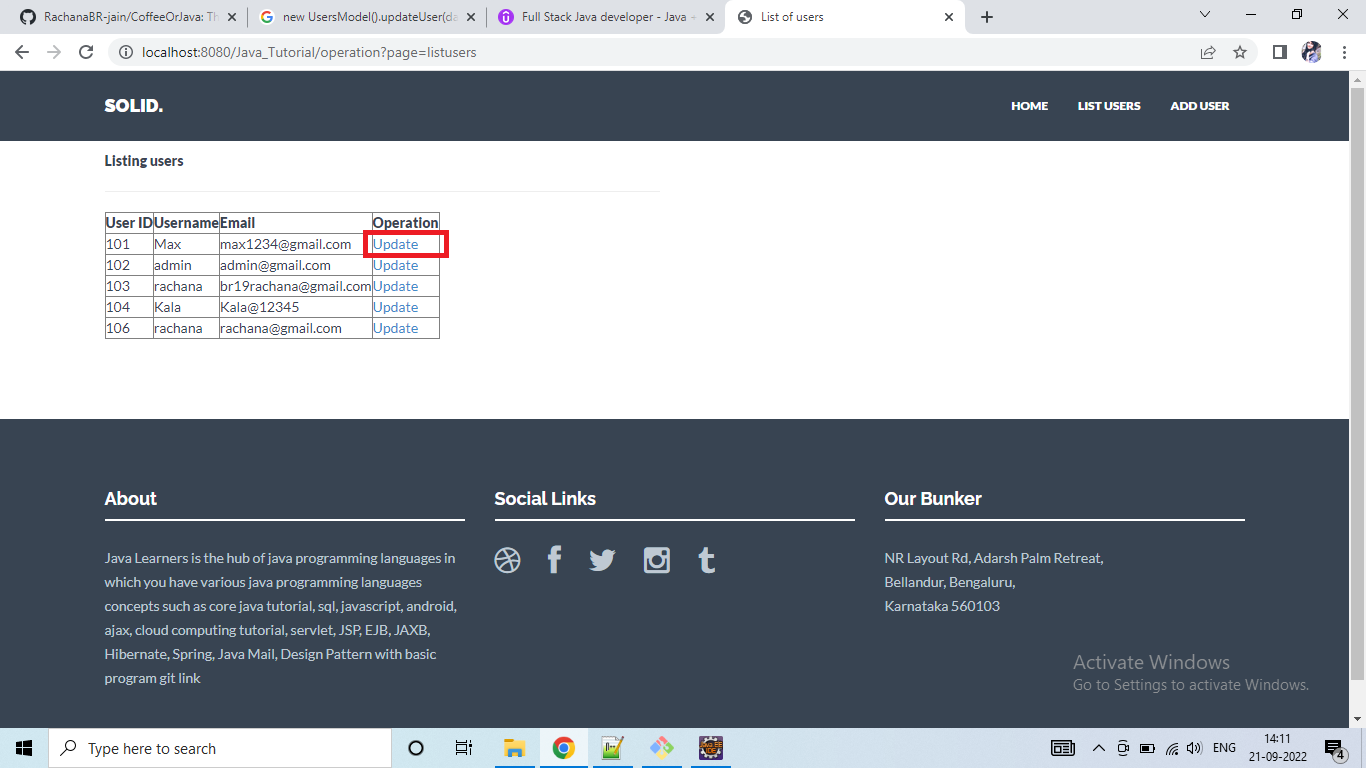 RachanaBR-jain/CoffeeOrJava: Th
new UsersModel().updateUser(da
Full Stack Java developer - Java +
List of users
localhost:8080/Java_Tutorial/operation?page=listusers
SOLID.
HOME LIST USERS ADD USER
Listing users
User ID Username Email Operation
101 Max max1234@gmail.com Update
102 admin admin@gmail.com Update
103 rachana br19rachana@gmail.com Update
104 Kala Kala@12345 Update
106 rachana rachana@gmail.com Update
About
Java Learners is the hub of java programming languages in
which you have various java programming languages
concepts such as core java tutorial, sql, javascript, android,
ajax, cloud computing tutorial, servlet, JSP, EJB, JAXB,
Hibernate, Spring, Java Mail, Design Pattern with basic
program git link
Social Links
Our Bunker
NR Layout Rd, Adarsh Palm Retreat,
Bellandur, Bengaluru,
Karnataka 560103
Activate Windows
Go to Settings to activate Windows.
Type here to search
ENG
14:11
21-09-2022
4